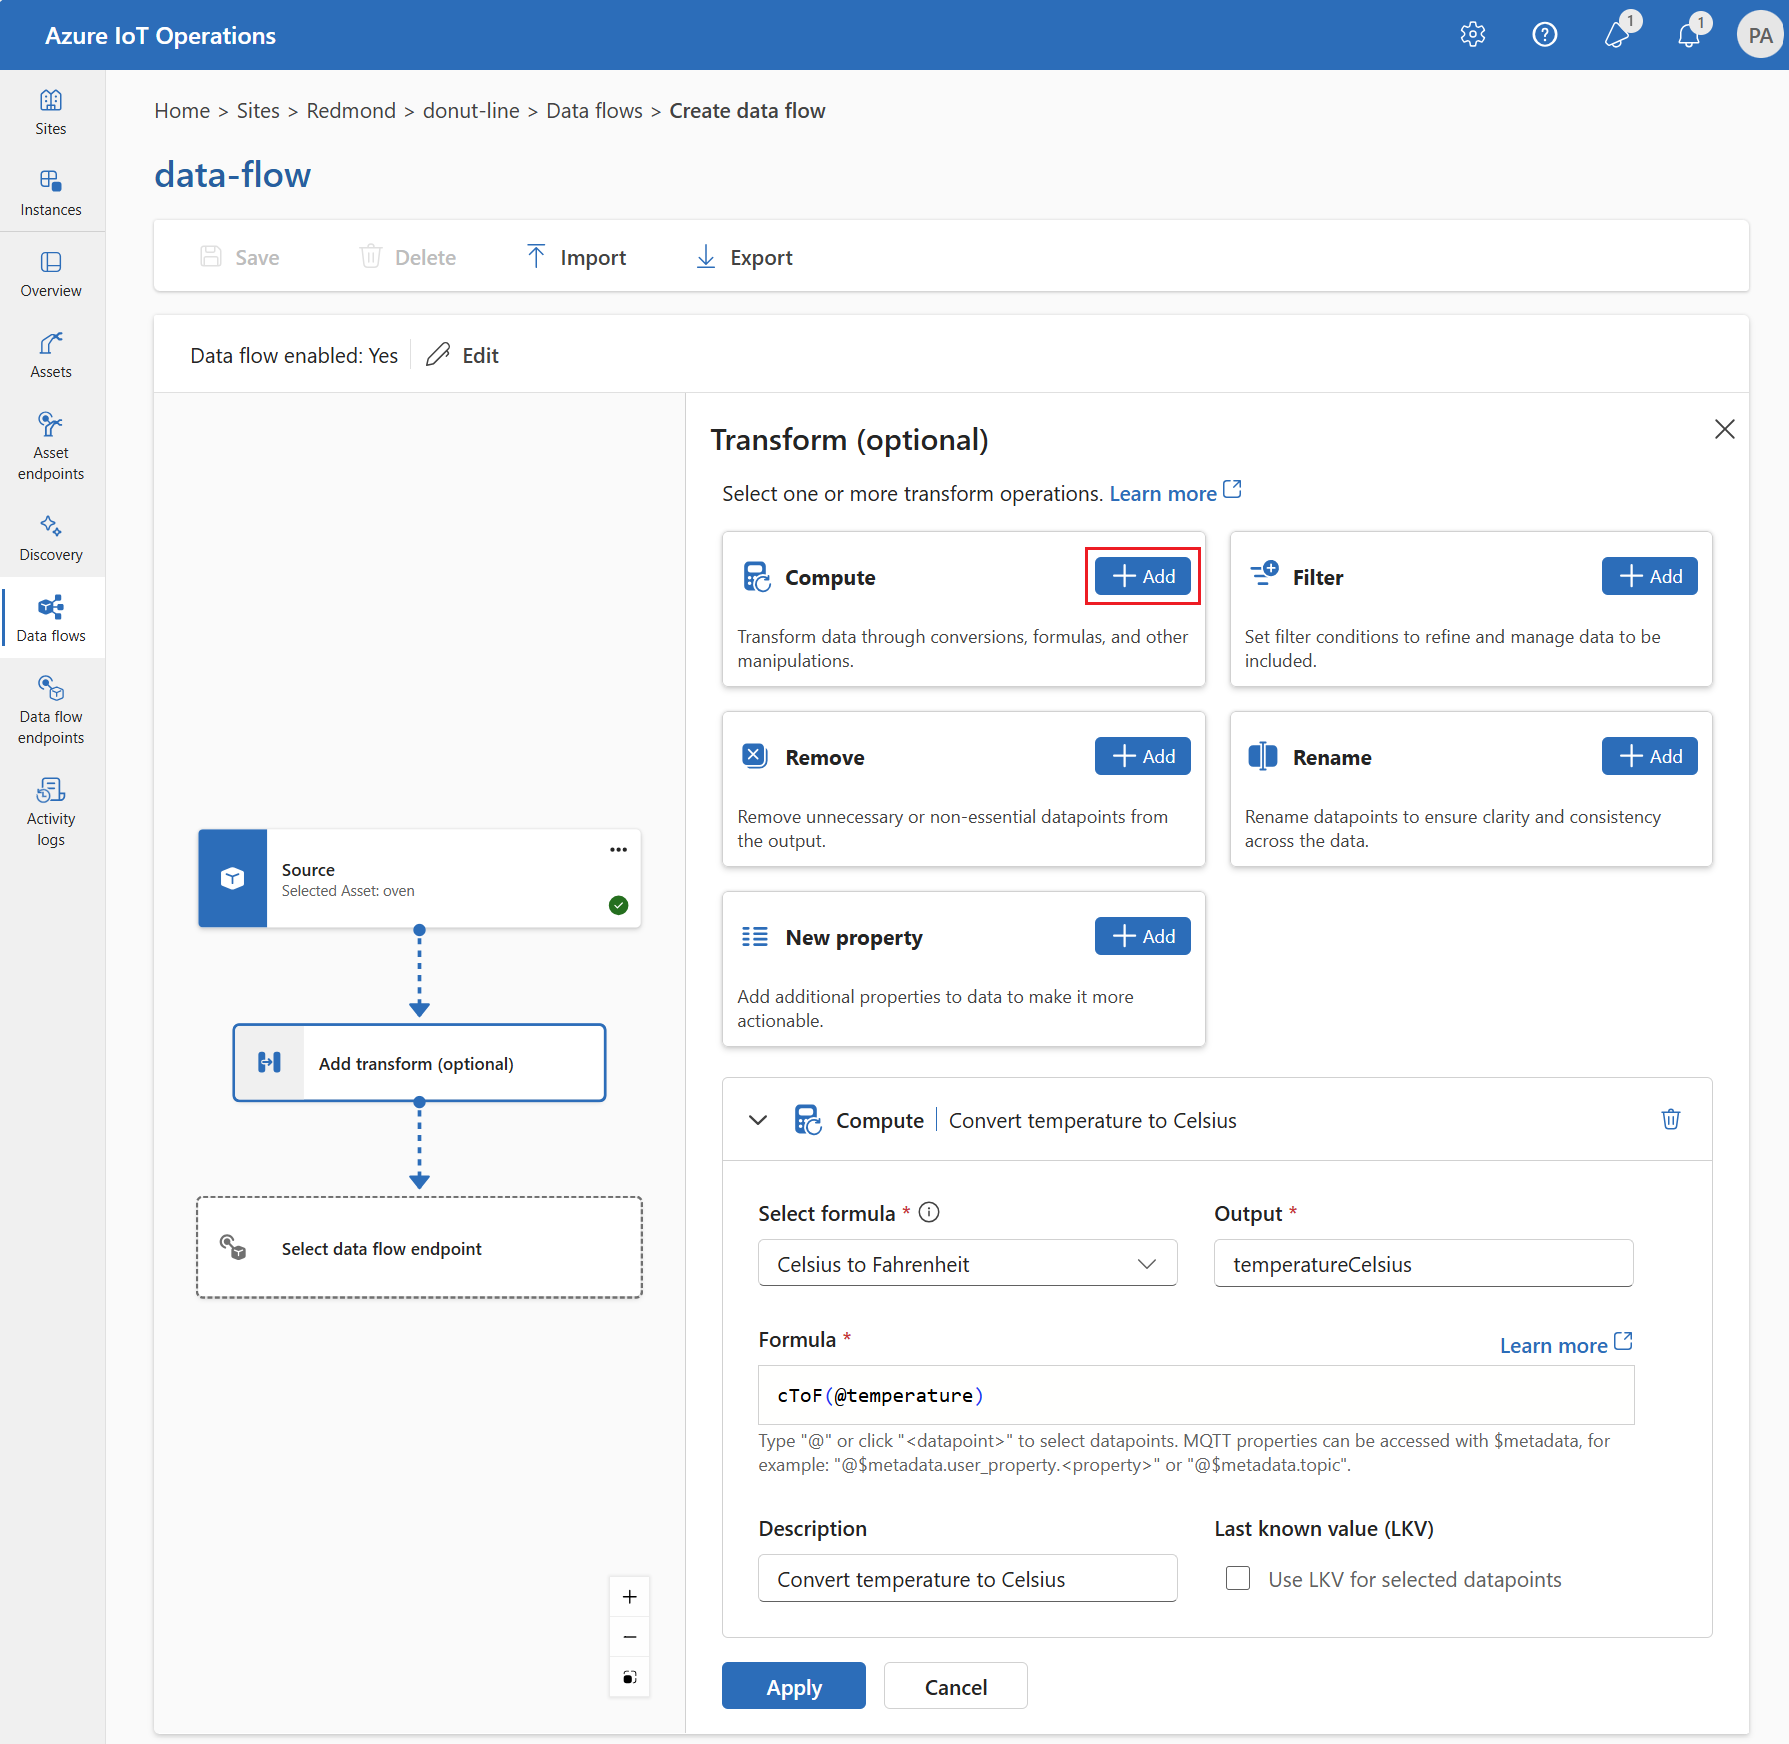 Azure IoT Operations
1
1
PA
Sites
Instances
Overview
Assets
Asset
endpoints
Discovery
Data flows
Data flow
endpoints
Activity
logs
Home > Sites > Redmond > donut-line > Data flows > Create data flow
data-flow
Save
Delete
Import
Export
Data flow enabled: Yes
Edit
Source
Selected Asset: oven
Add transform (optional)
Select data flow endpoint
Transform (optional)
Select one or more transform operations. Learn more
Compute
Add
Transform data through conversions, formulas, and other
manipulations.
Filter
Add
Set filter conditions to refine and manage data to be
included.
Remove
Add
Remove unnecessary or non-essential datapoints from
the output.
Rename
Add
Rename datapoints to ensure clarity and consistency
across the data.
New property
Add
Add additional properties to data to make it more
actionable.
Compute | Convert temperature to Celsius
Select formula *
Output *
Celsius to Fahrenheit
temperatureCelsius
Formula *
Learn more
cToF(@temperature)
Type "@" or click "<datapoint>" to select datapoints. MQTT properties can be accessed with $metadata, for
example: "@$metadata.user_property.<property>" or "@$metadata.topic".
Description
Last known value (LKV)
Convert temperature to Celsius
Use LKV for selected datapoints
Apply
Cancel